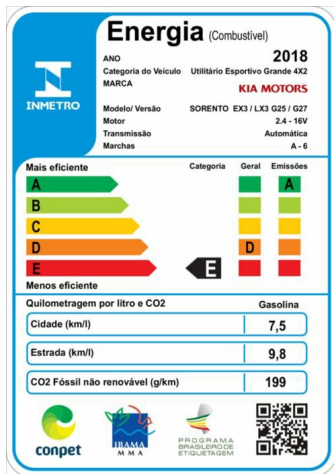 Energia (Combustível)
INMETRO
ANO 2018
Categoria do Veículo Utilitário Esportivo Grande 4X2
MARCA KIA MOTORS
Modelo/ Versão SORENTO EX3 / LX3 G25 / G27
Motor 2.4 - 16V
Transmissão Automática
Marchas A - 6
Mais eficiente Categoria Geral Emissões
A A
B
C
D D
E E
Menos eficiente
Quilometragem por litro e CO2 Gasolina
Cidade (km/l) 7,5
Estrada (km/l) 9,8
CO2 Fóssil não renovável (g/km) 199
conpet
IBAMA
MMA
PROGRAMA
BRASILEIRO DE
ETIQUETAGEM